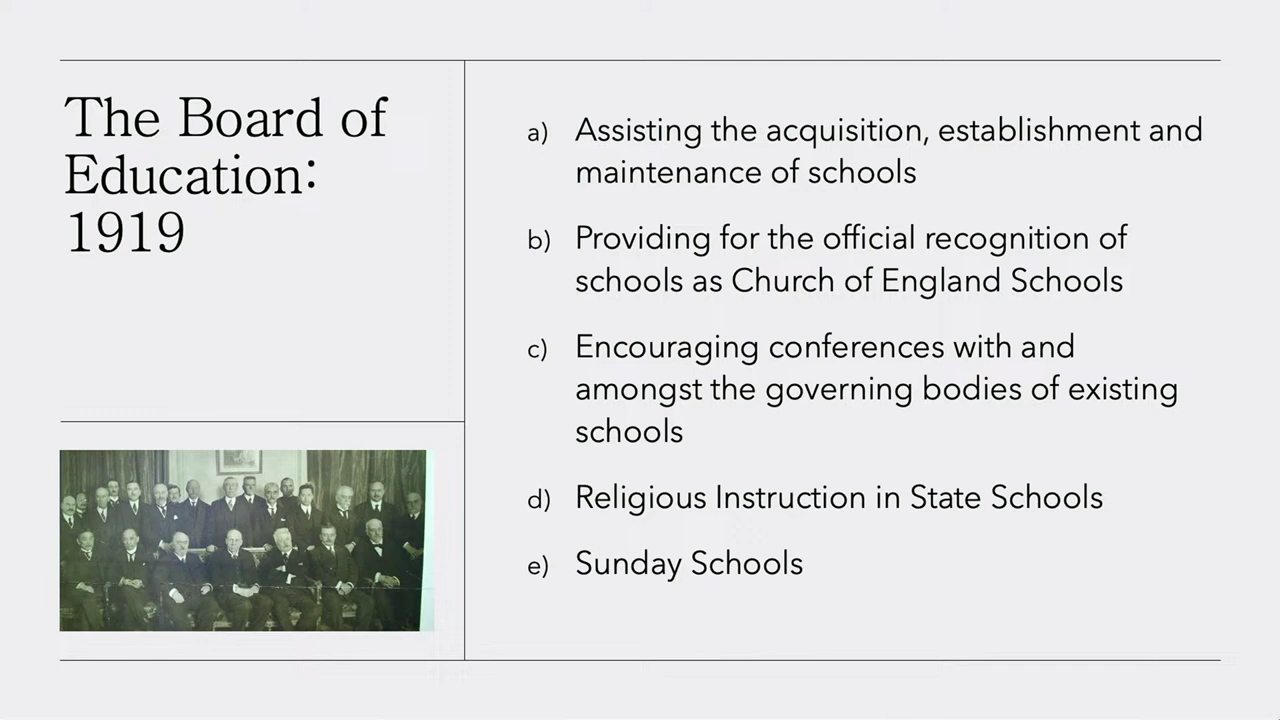 The Board of
Education:
1919
a) Assisting the acquisition, establishment and
maintenance of schools
b) Providing for the official recognition of
schools as Church of England Schools
c) Encouraging conferences with and
amongst the governing bodies of existing
schools
d) Religious Instruction in State Schools
e) Sunday Schools